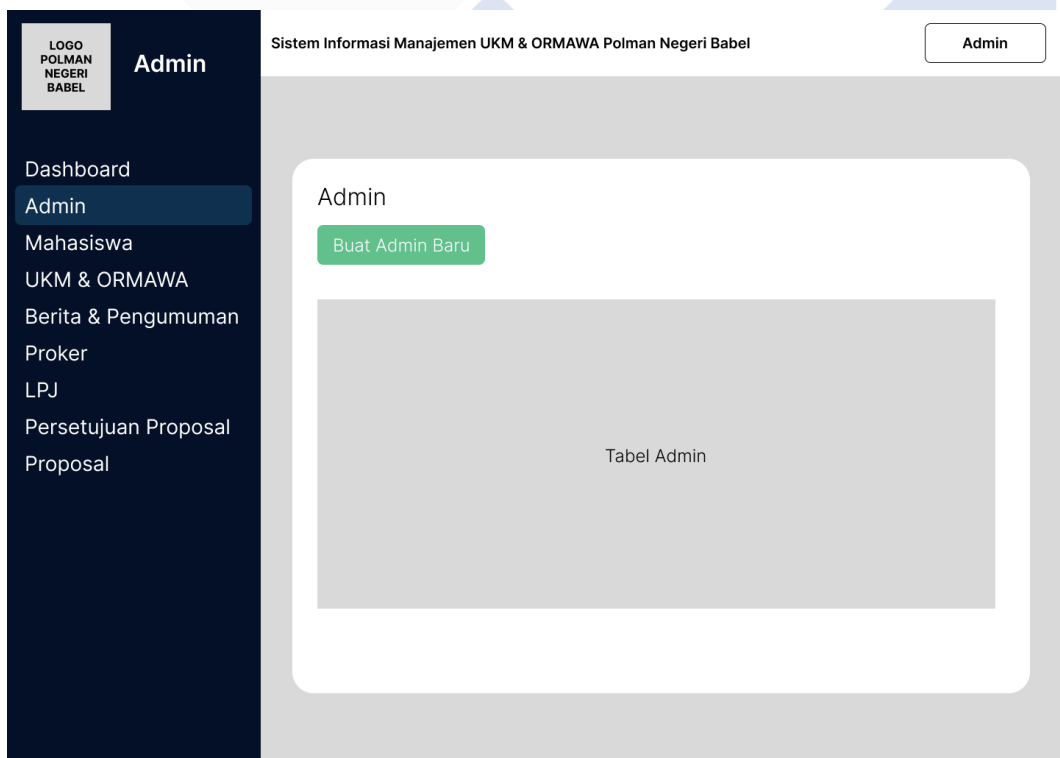 LOGO
POLMAN
NEGERI
BABEL
Admin
Sistem Informasi Manajemen UKM & ORMAWA Polman Negeri Babel
Admin
Dashboard
Admin
Mahasiswa
UKM & ORMAWA
Berita & Pengumuman
Proker
LPJ
Persetujuan Proposal
Proposal
Admin
Buat Admin Baru
Tabel Admin